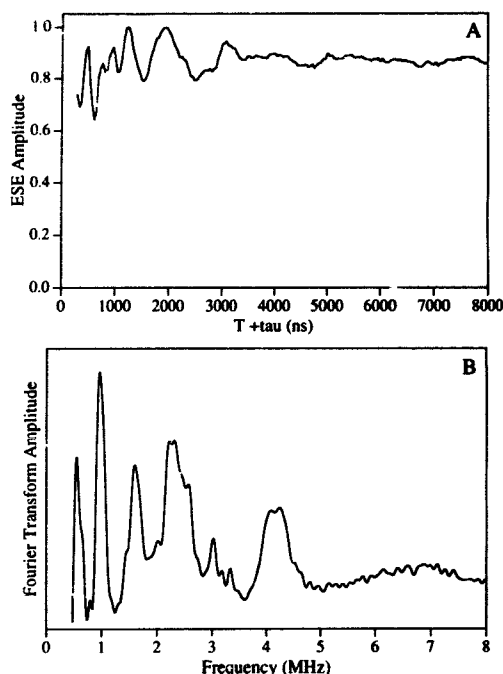 A
ESE Amplitude
1.0
0.8
0.6
0.4
0.2
0.0
0 1000 2000 3000 4000 5000 6000 7000 8000
T +tau (ns)
B
Fourier Transform Amplitude
0 1 2 3 4 5 6 7 8
Frequency (MHz)